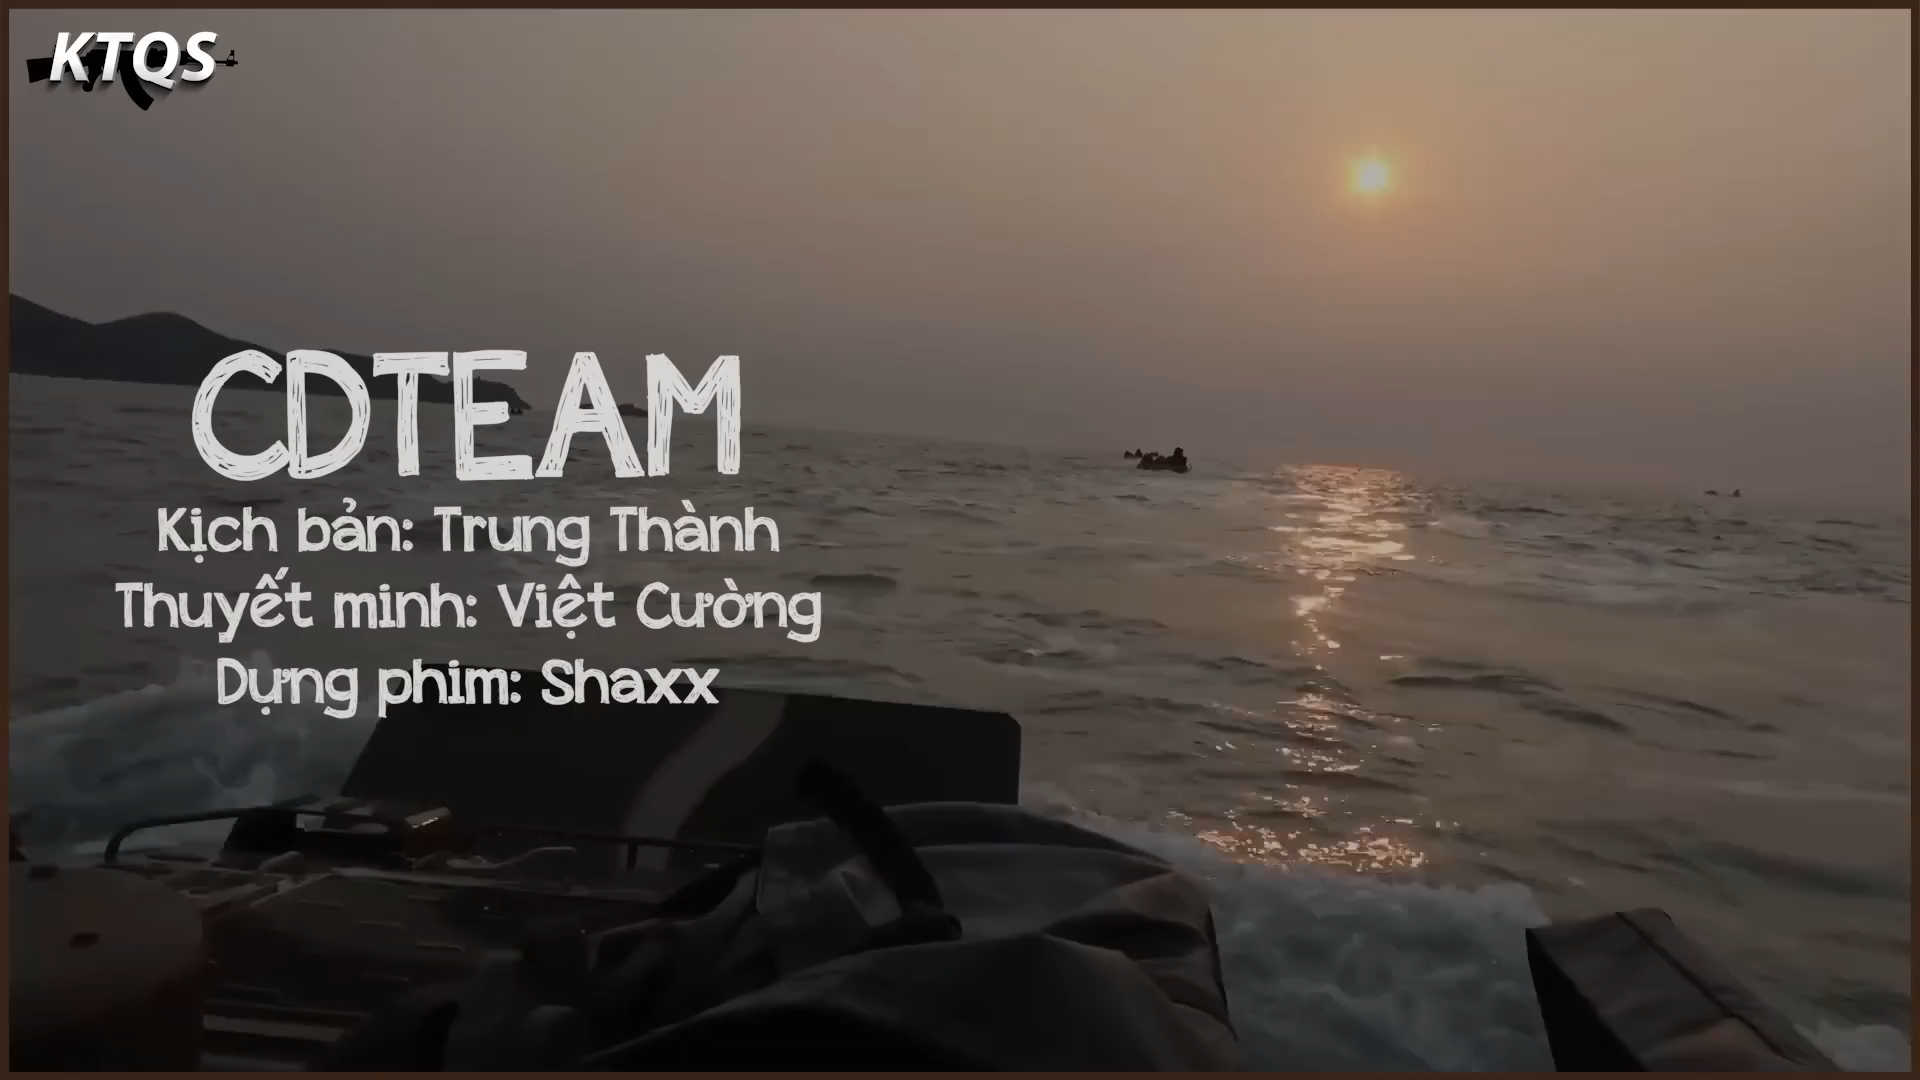 KTQS
CDTEAM
Kịch bản: Trung Thành
Thuyết minh: Việt Cường
Dựng phim: Shaxx